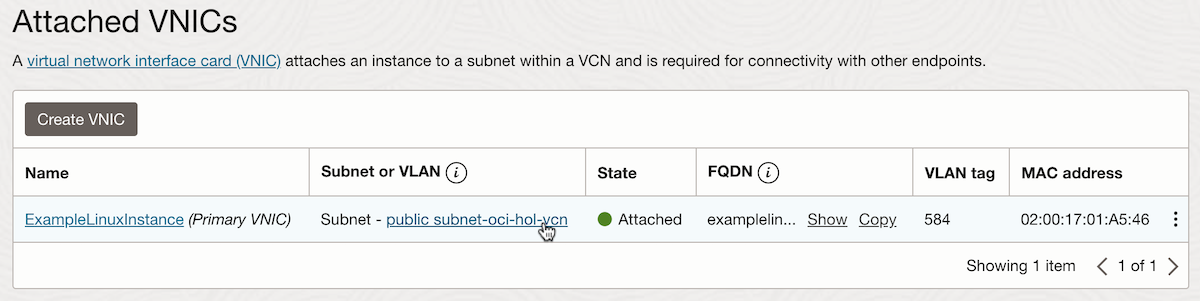 Attached VNICs
A virtual network interface card (VNIC) attaches an instance to a subnet within a VCN and is required for connectivity with other endpoints.
Create VNIC
Name Subnet or VLAN i State FQDN i VLAN tag MAC address
ExampleLinuxInstance (Primary VNIC) Subnet - public subnet-oci-hol-vcn Attached examplelin... Show Copy 584 02:00:17:01:A5:46
Showing 1 item < 1 of 1 >